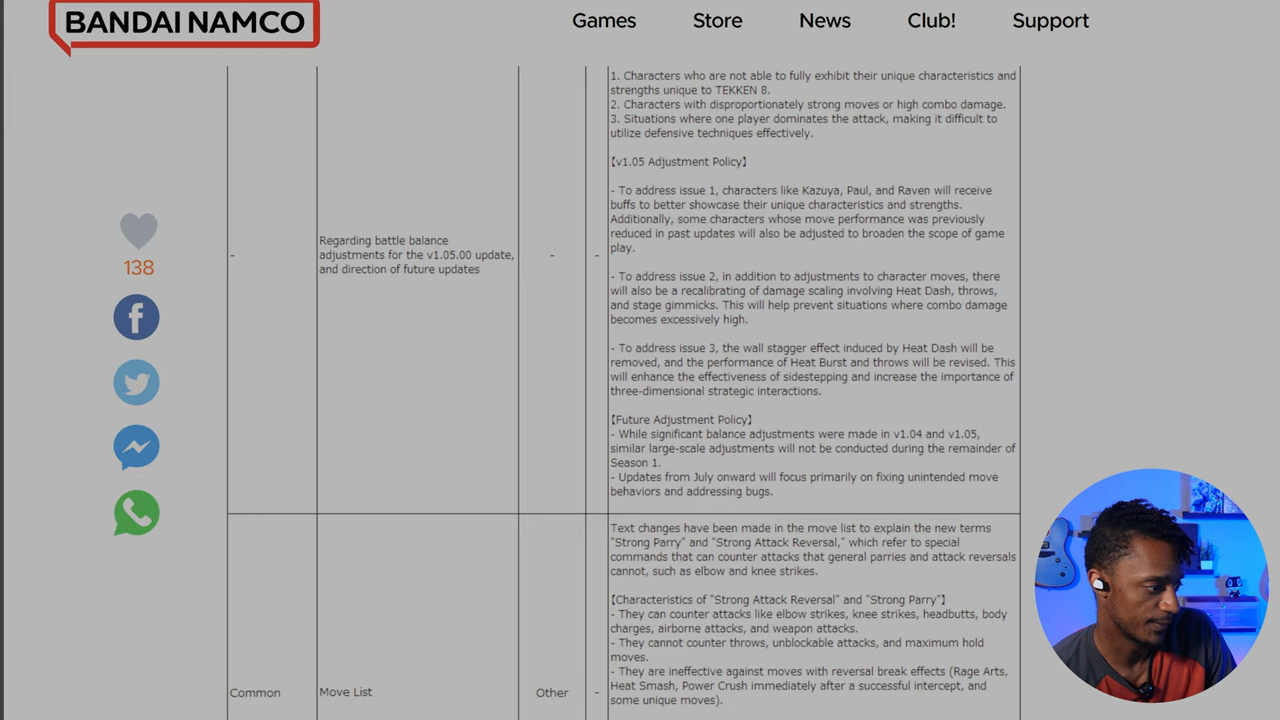 BANDAI NAMCO
Games
Store
News
Club!
Support
138
-
Regarding battle balance
adjustments for the v1.05.00 update,
and direction of future updates
-
-
1. Characters who are not able to fully exhibit their unique characteristics and
strengths unique to TEKKEN 8.
2. Characters with disproportionately strong moves or high combo damage.
3. Situations where one player dominates the attack, making it difficult to
utilize defensive techniques effectively.
【v1.05 Adjustment Policy】
- To address issue 1, characters like Kazuya, Paul, and Raven will receive
buffs to better showcase their unique characteristics and strengths.
Additionally, some characters whose move performance was previously
reduced in past updates will also be adjusted to broaden the scope of game
play.
- To address issue 2, in addition to adjustments to character moves, there
will also be a recalibrating of damage scaling involving Heat Dash, throws,
and stage gimmicks. This will help prevent situations where combo damage
becomes excessively high.
- To address issue 3, the wall stagger effect induced by Heat Dash will be
removed, and the performance of Heat Burst and throws will be revised. This
will enhance the effectiveness of sidestepping and increase the importance of
three-dimensional strategic interactions.
【Future Adjustment Policy】
- While significant balance adjustments were made in v1.04 and v1.05,
similar large-scale adjustments will not be conducted during the remainder of
Season 1.
- Updates from July onward will focus primarily on fixing unintended move
behaviors and addressing bugs.
Common
Move List
Other
-
Text changes have been made in the move list to explain the new terms
"Strong Parry" and "Strong Attack Reversal," which refer to special
commands that can counter attacks that general parries and attack reversals
cannot, such as elbow and knee strikes.
【Characteristics of "Strong Attack Reversal" and "Strong Parry"】
- They can counter attacks like elbow strikes, knee strikes, headbutts, body
charges, airborne attacks, and weapon attacks.
- They cannot counter throws, unblockable attacks, and maximum hold
moves.
- They are ineffective against moves with reversal break effects (Rage Arts,
Heat Smash, Power Crush immediately after a successful intercept, and
some unique moves).